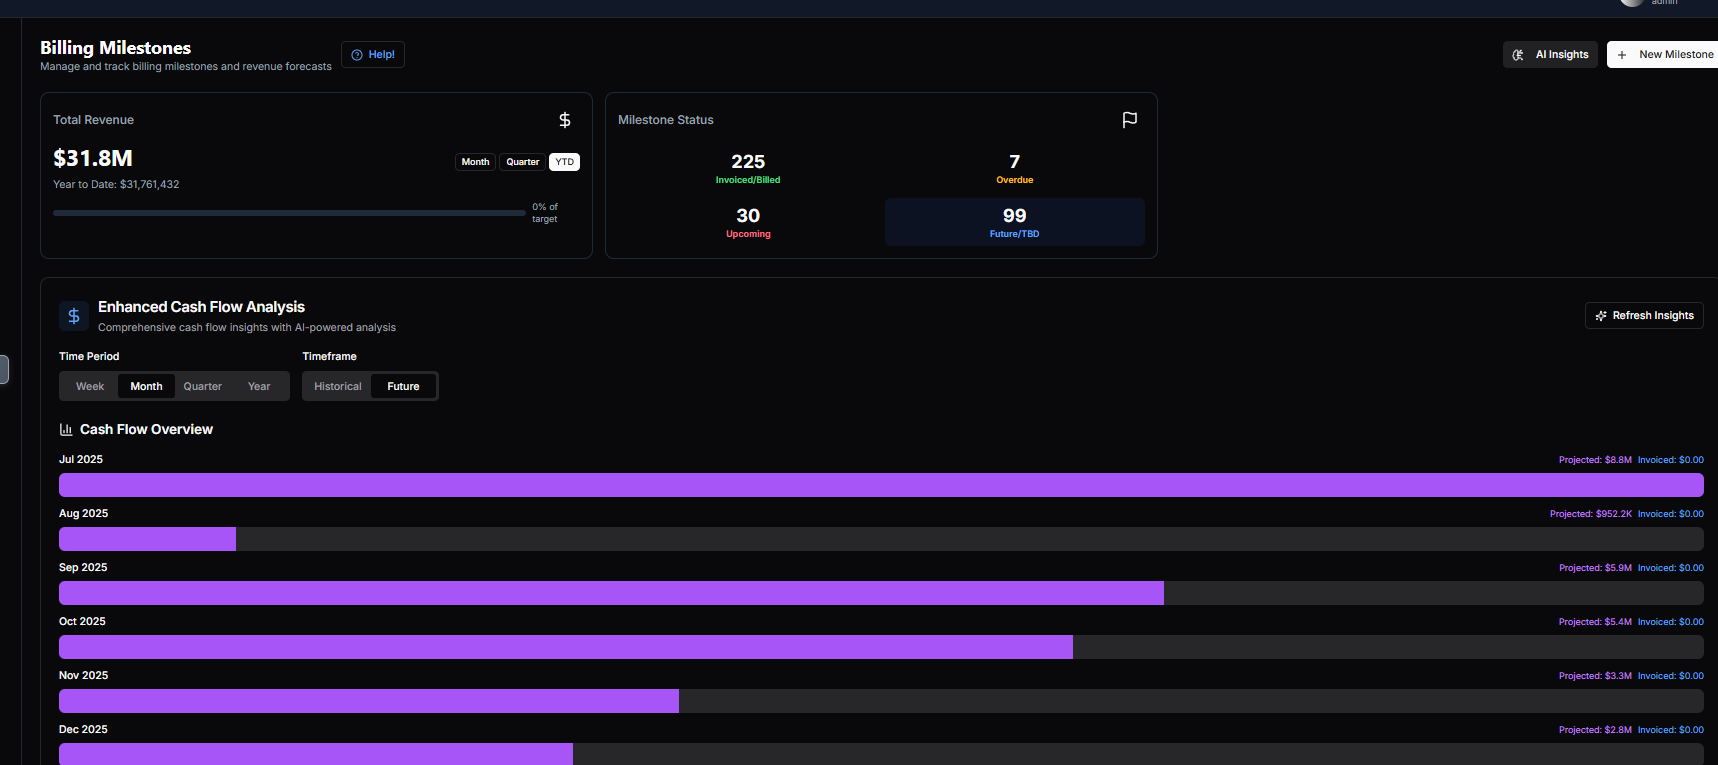 admin
Billing Milestones
Help!
Manage and track billing milestones and revenue forecasts
AI Insights
+ New Milestone
Total Revenue
$
$31.8M
Month
Quarter
YTD
Year to Date: $31,761,432
0% of
target
Milestone Status
225
Invoiced/Billed
7
Overdue
30
Upcoming
99
Future/TBD
$
Enhanced Cash Flow Analysis
Comprehensive cash flow insights with AI-powered analysis
Refresh Insights
Time Period
Timeframe
Week Month Quarter Year
Historical Future
Cash Flow Overview
Jul 2025
Projected: $8.8M Invoiced: $0.00
Aug 2025
Projected: $952.2K Invoiced: $0.00
Sep 2025
Projected: $5.9M Invoiced: $0.00
Oct 2025
Projected: $5.4M Invoiced: $0.00
Nov 2025
Projected: $3.3M Invoiced: $0.00
Dec 2025
Projected: $2.8M Invoiced: $0.00